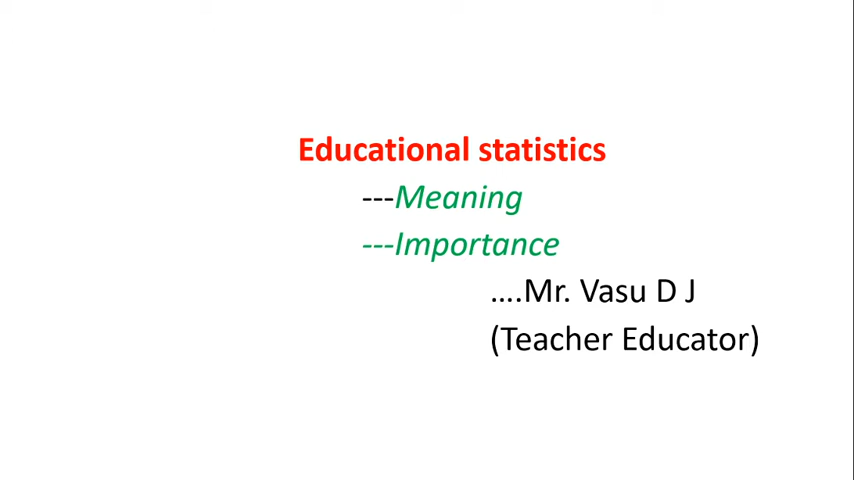 Educational statistics
---Meaning
---Importance
....Mr. Vasu D J
(Teacher Educator)